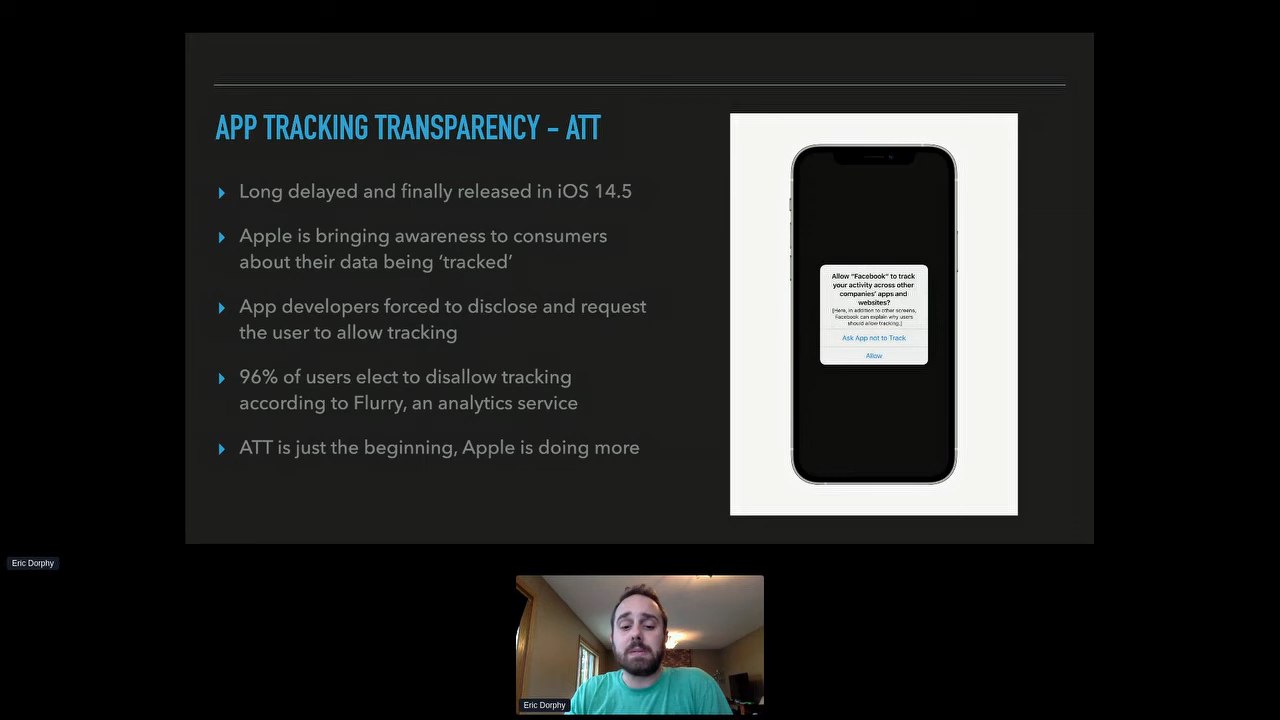 APP TRACKING TRANSPARENCY – ATT
Long delayed and finally released in iOS 14.5
Apple is bringing awareness to consumers
about their data being ‘tracked’
App developers forced to disclose and request
the user to allow tracking
96% of users elect to disallow tracking
according to Flurry, an analytics service
ATT is just the beginning, Apple is doing more
Allow “Facebook” to track
your activity across other
companies’ apps and
websites?
[Here, in addition to other screens,
Facebook can explain why users
should allow tracking.]
Ask App not to Track
Allow
Eric Dorphy
Eric Dorphy